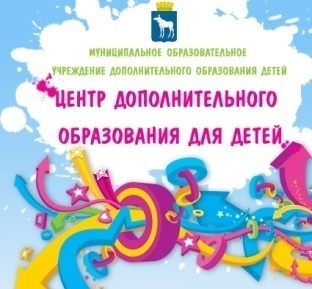 МУНИЦИПАЛЬНОЕ ОБРАЗОВАТЕЛЬНОЕ
УЧРЕЖДЕНИЕ ДОПОЛНИТЕЛЬНОГО ОБРАЗОВАНИЯ ДЕТЕЙ
ЦЕНТР ДОПОЛНИТЕЛЬНОГО
ОБРАЗОВАНИЯ ДЛЯ ДЕТЕЙ